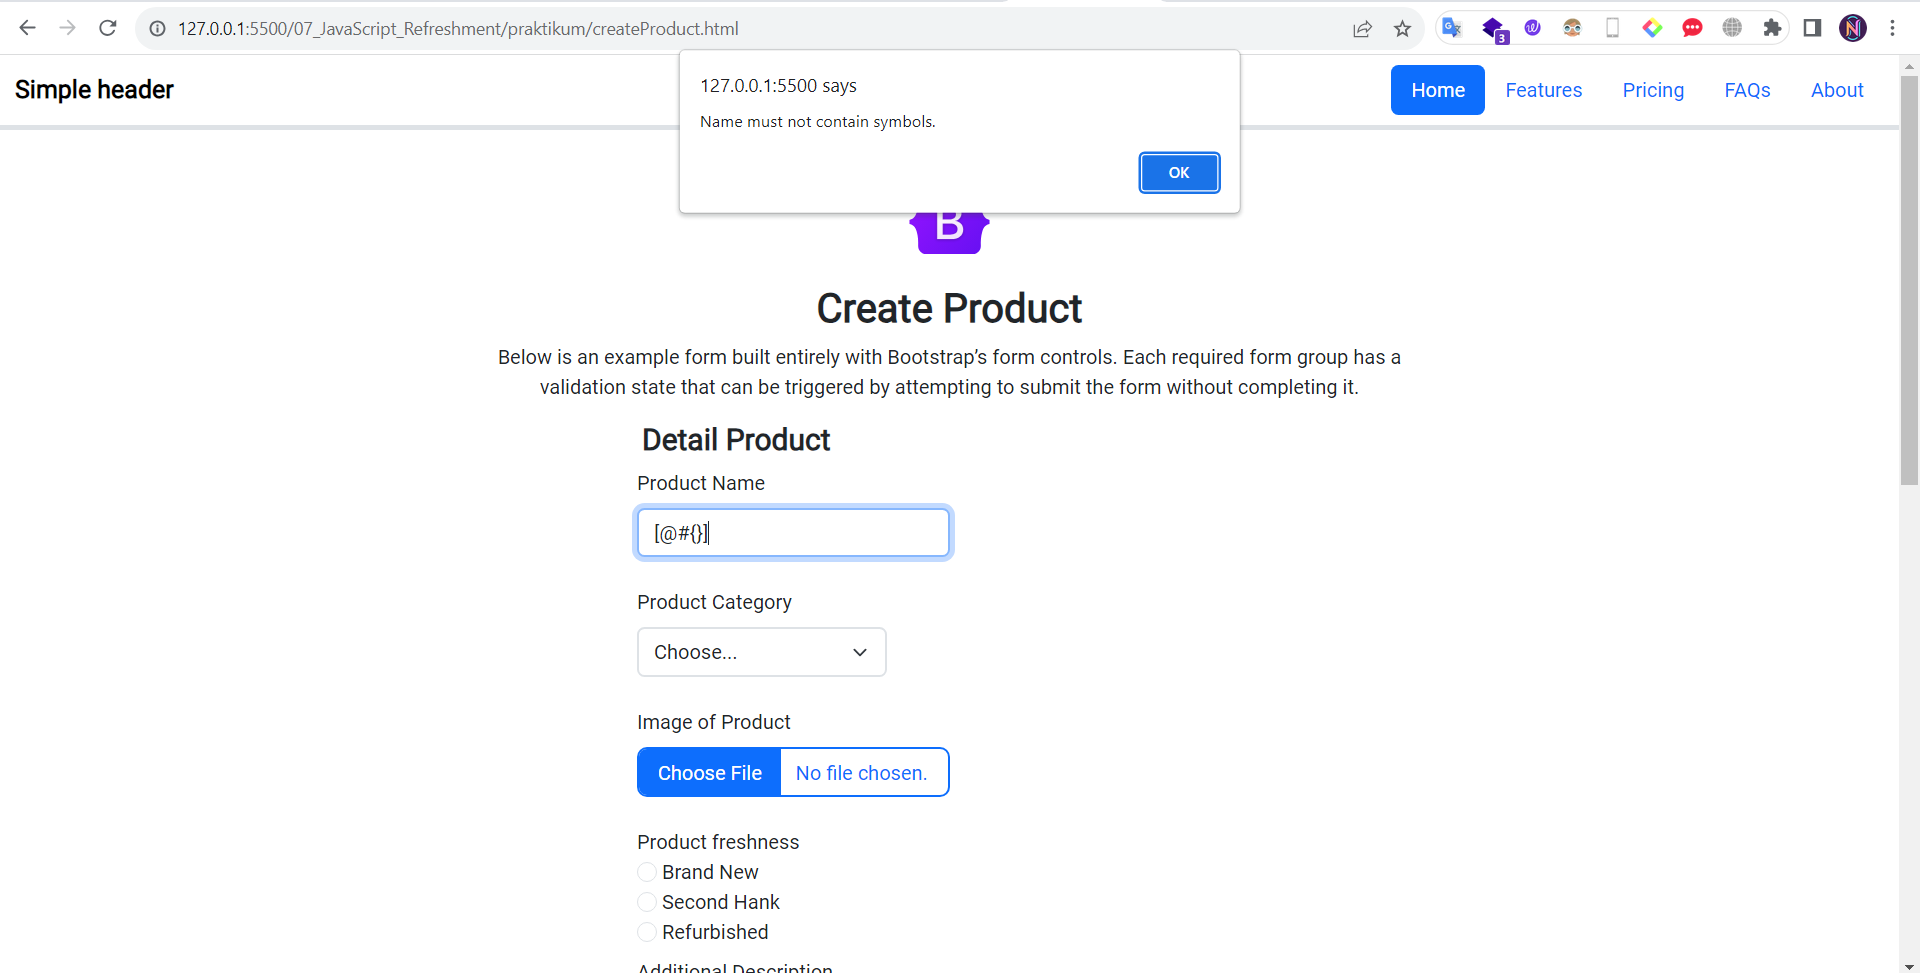 127.0.0.1:5500/07_JavaScript_Refreshment/praktikum/createProduct.html
3
N
127.0.0.1:5500 says
Name must not contain symbols.
OK
Simple header
Home
Features
Pricing
FAQs
About
B
Create Product
Below is an example form built entirely with Bootstrap’s form controls. Each required form group has a
validation state that can be triggered by attempting to submit the form without completing it.
Detail Product
Product Name
[@#{}]
Product Category
Choose...
Image of Product
Choose File
No file chosen.
Product freshness
Brand New
Second Hank
Refurbished
Additional Description